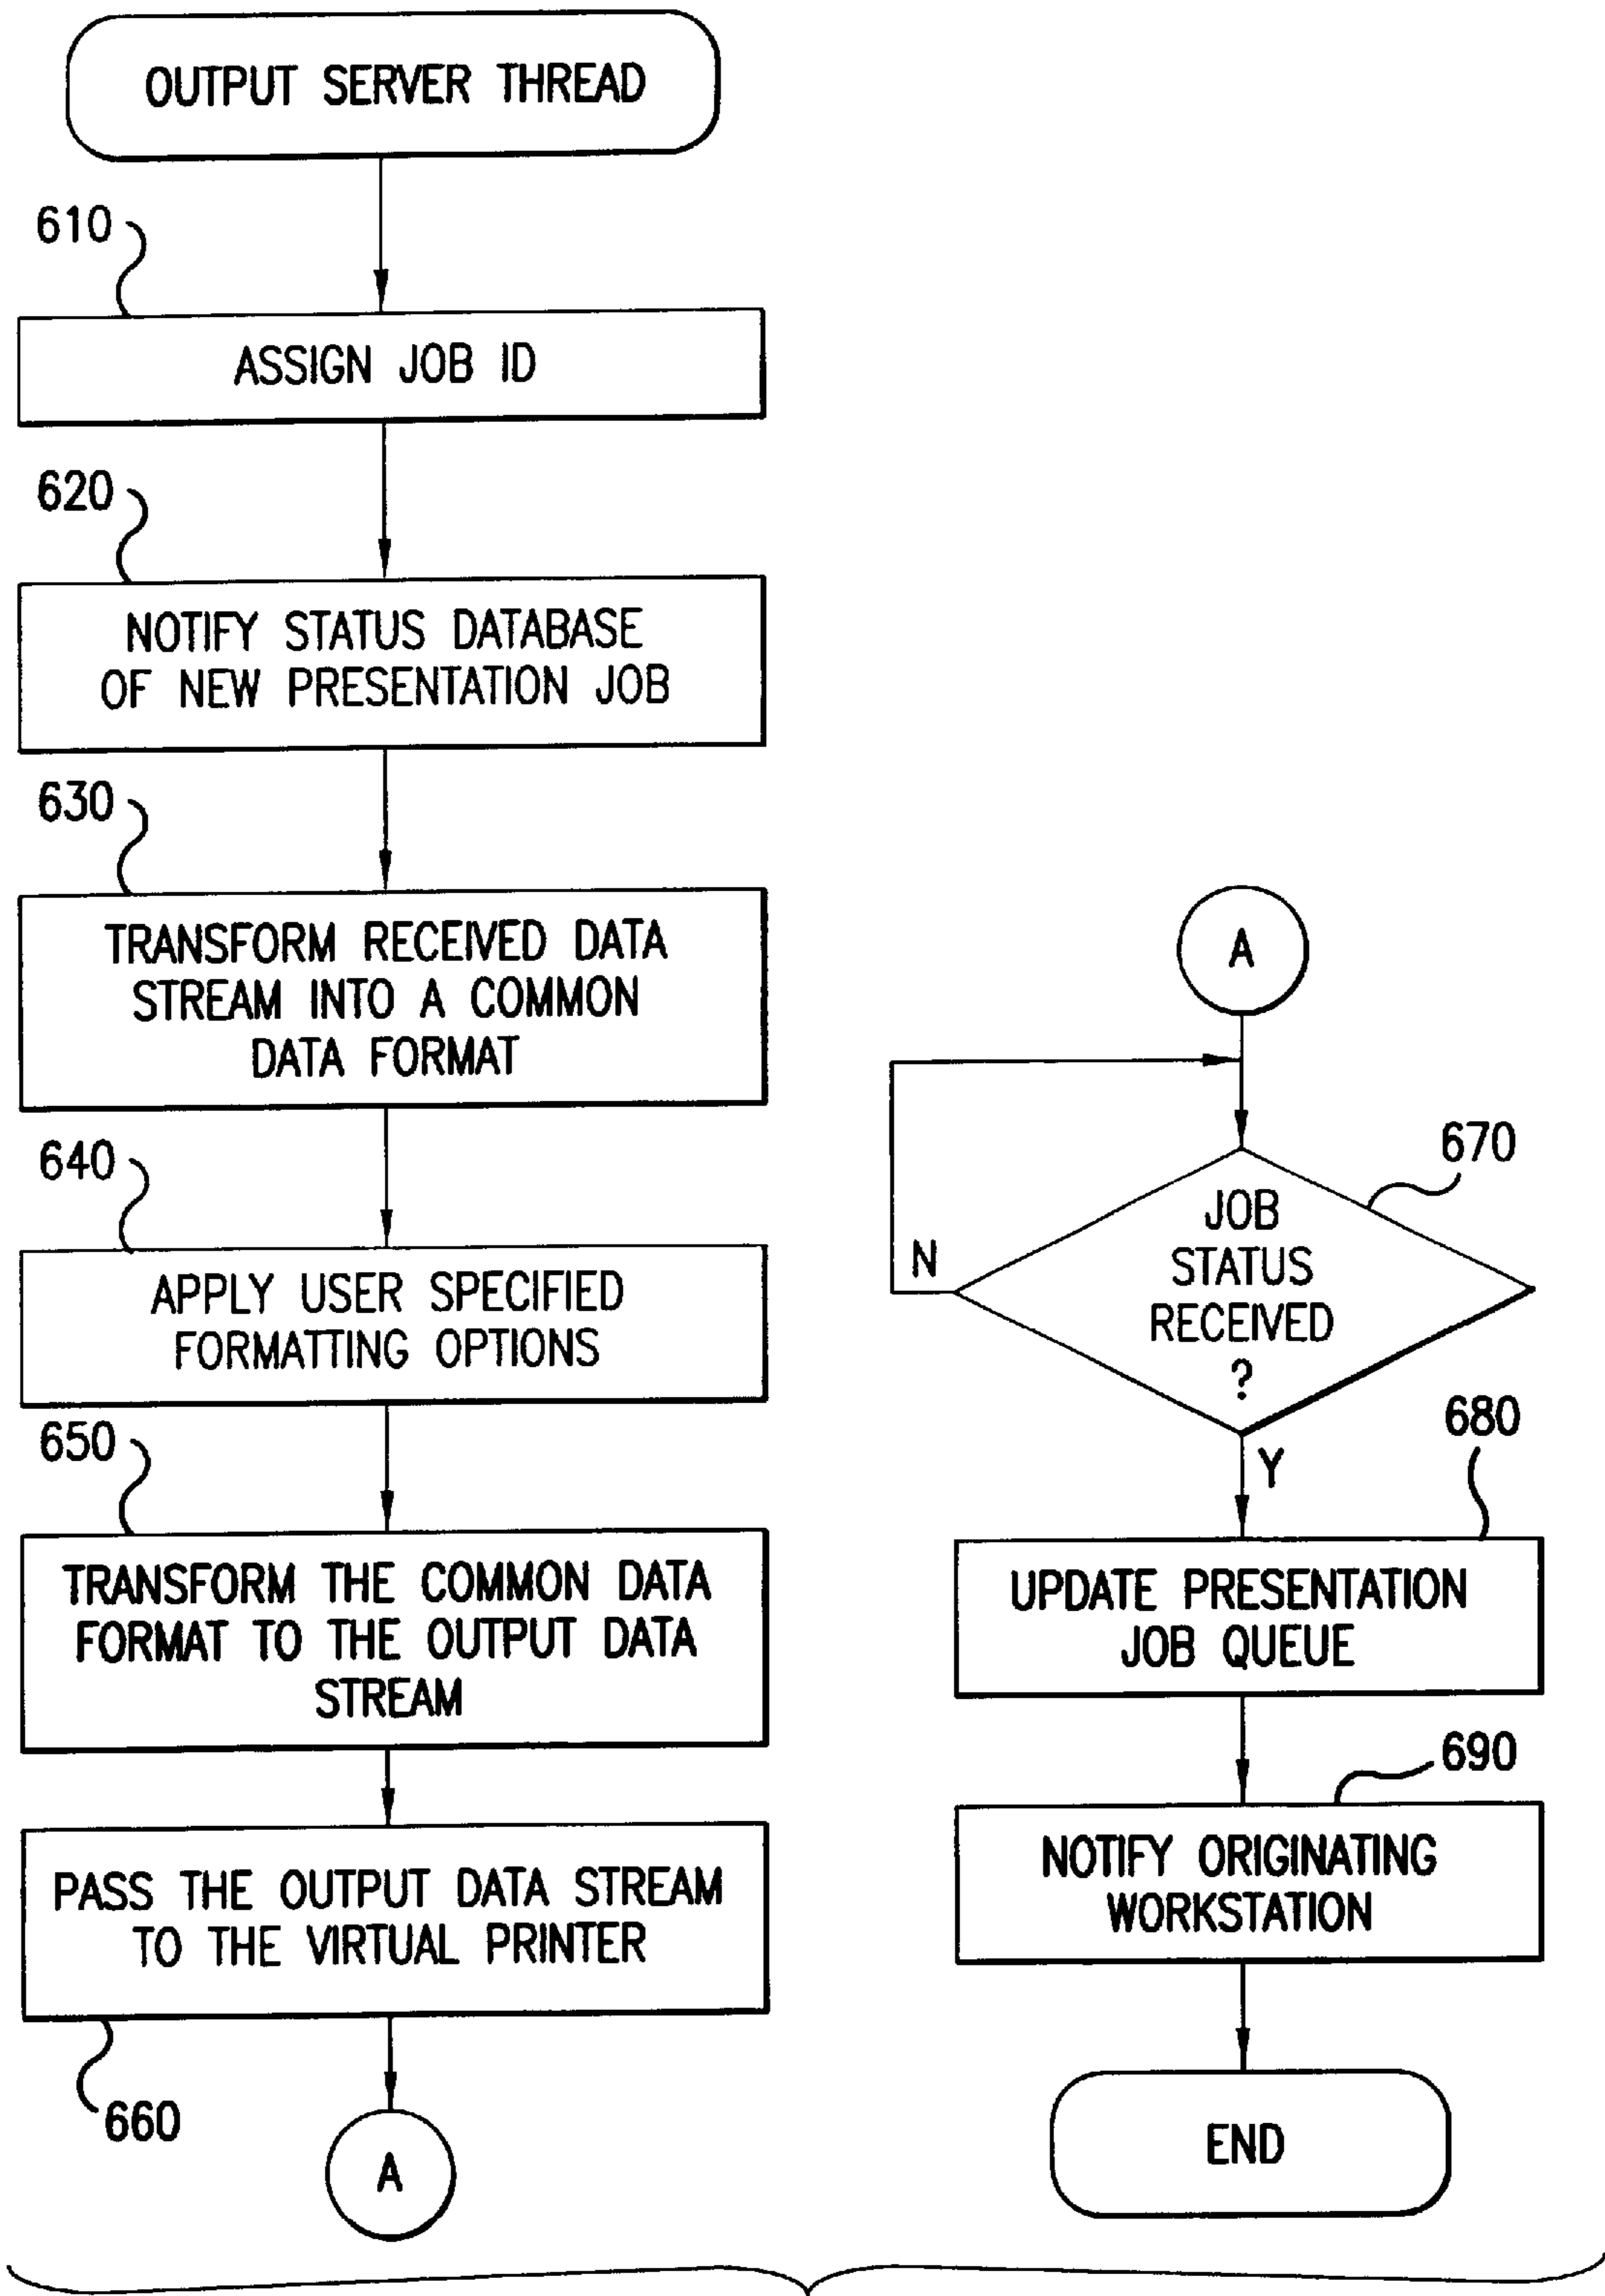 OUTPUT SERVER THREAD
610
ASSIGN JOB ID
620
NOTIFY STATUS DATABASE
OF NEW PRESENTATION JOB
630
TRANSFORM RECEIVED DATA
STREAM INTO A COMMON
DATA FORMAT
640
APPLY USER SPECIFIED
FORMATTING OPTIONS
650
TRANSFORM THE COMMON DATA
FORMAT TO THE OUTPUT DATA
STREAM
PASS THE OUTPUT DATA STREAM
TO THE VIRTUAL PRINTER
660
A
A
670
JOB
STATUS
RECEIVED
?
N
Y
680
UPDATE PRESENTATION
JOB QUEUE
690
NOTIFY ORIGINATING
WORKSTATION
END